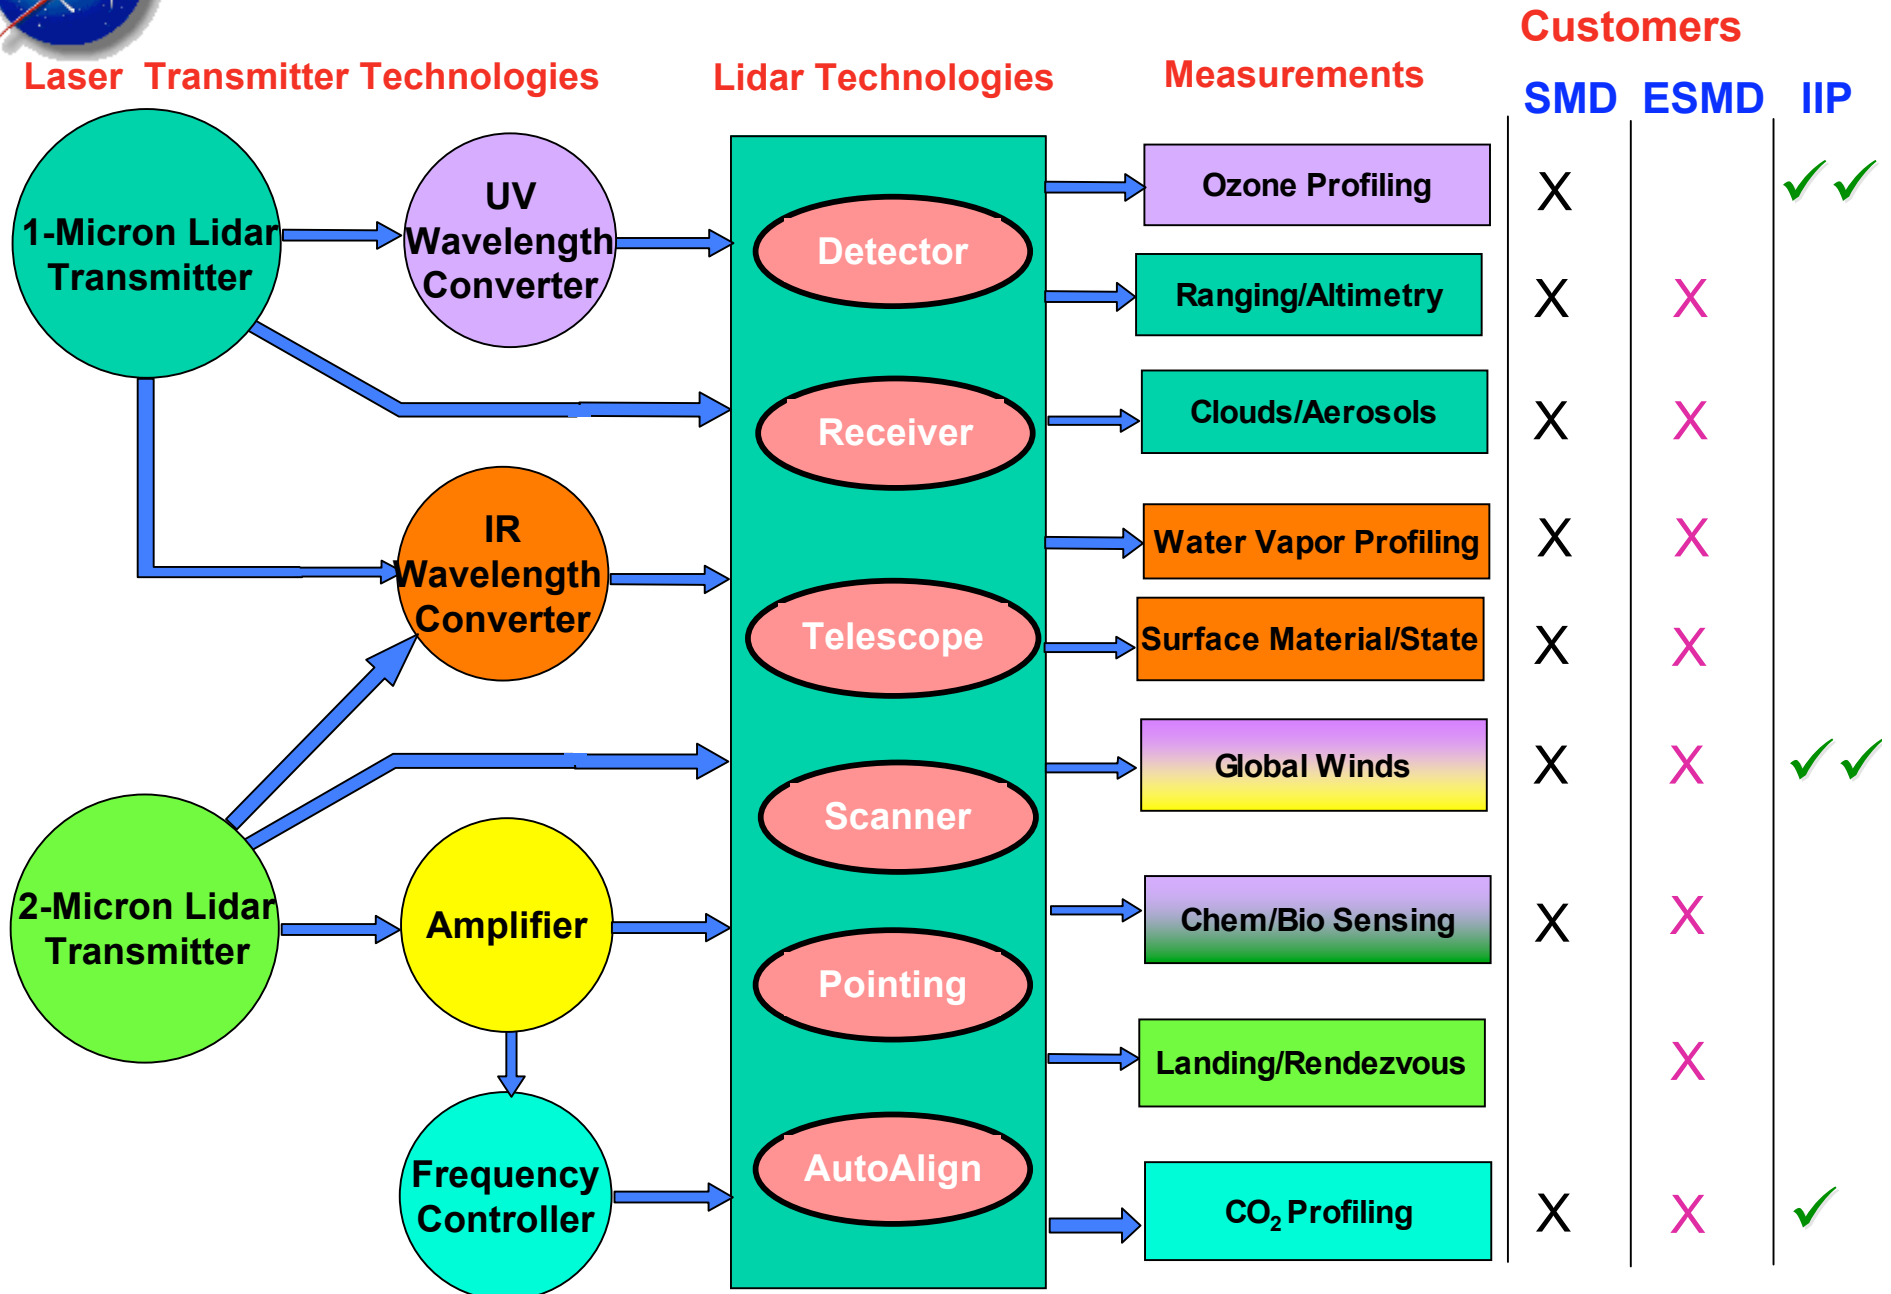 Customers
Laser Transmitter Technologies
Lidar Technologies
Measurements
SMD ESMD IIP
1-Micron Lidar
Transmitter
UV
Wavelength
Converter
IR
Wavelength
Converter
2-Micron Lidar
Transmitter
Amplifier
Frequency
Controller
Detector
Receiver
Telescope
Scanner
Pointing
AutoAlign
Ozone Profiling X ✓✓
Ranging/Altimetry X X
Clouds/Aerosols X X
Water Vapor Profiling X X
Surface Material/State X X
Global Winds X X ✓✓
Chem/Bio Sensing X X
Landing/Rendezvous X
CO₂ Profiling X X ✓